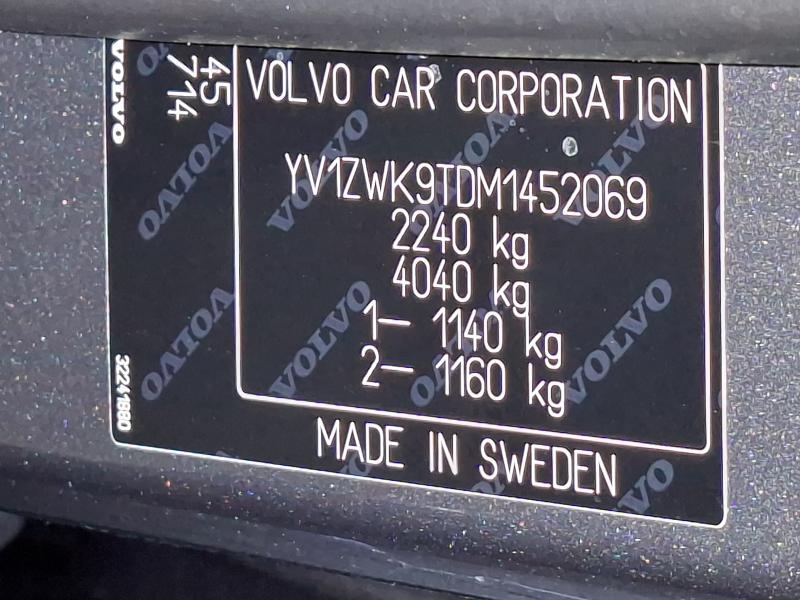 VOLVO
45
714
VOLVO CAR CORPORATION
YV1ZWK9TDM1452069
2240 kg
4040 kg
1— 1140 kg
2— 1160 kg
32241880
MADE IN SWEDEN